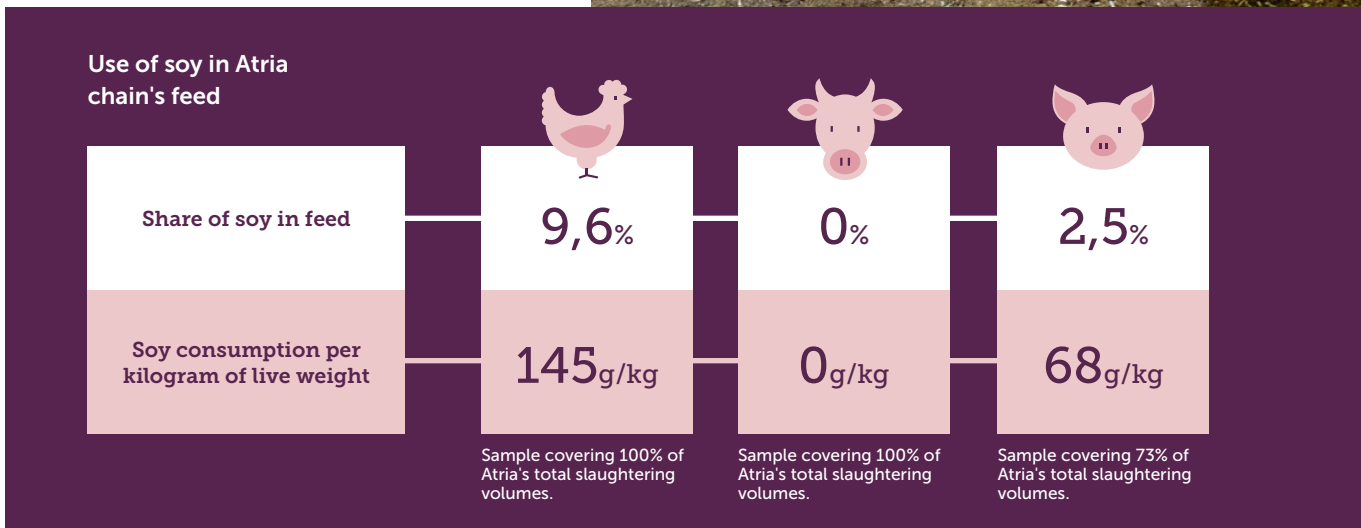 Use of soy in Atria
chain's feed
Share of soy in feed
9,6%
0%
2,5%
Soy consumption per
kilogram of live weight
145g/kg
0g/kg
68g/kg
Sample covering 100% of
Atria's total slaughtering
volumes.
Sample covering 100% of
Atria's total slaughtering
volumes.
Sample covering 73% of
Atria's total slaughtering
volumes.